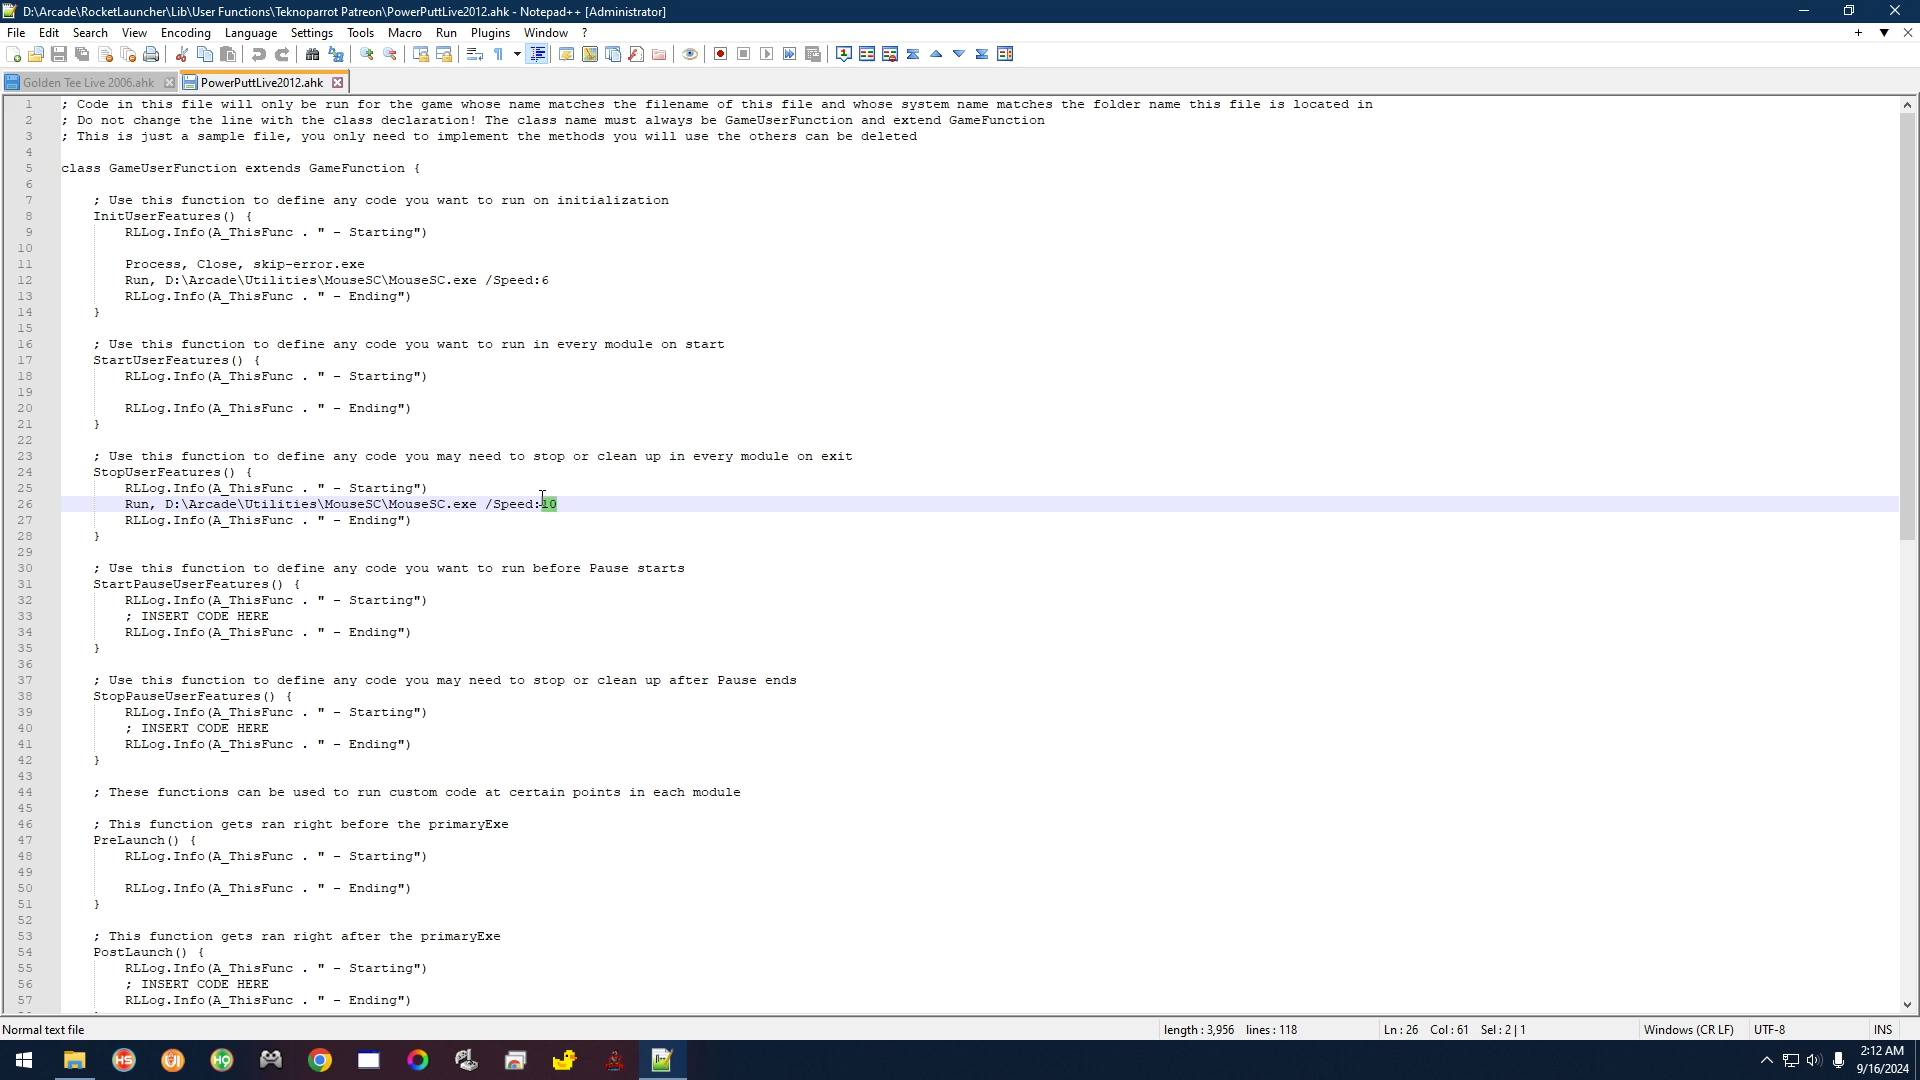 D:\Arcade\RocketLauncher\Lib\User Functions\Teknoparrot Patreon\PowerPuttLive2012.ahk - Notepad++ [Administrator]
File Edit Search View Encoding Language Settings Tools Macro Run Plugins Window ?
Golden Tee Live 2006.ahk PowerPuttLive2012.ahk
1 ; Code in this file will only be run for the game whose name matches the filename of this file and whose system name matches the folder name this file is located in
2 ; Do not change the line with the class declaration! The class name must always be GameUserFunction and extend GameFunction
3 ; This is just a sample file, you only need to implement the methods you will use the others can be deleted
4
5 class GameUserFunction extends GameFunction {
6
7 ; Use this function to define any code you want to run on initialization
8 InitUserFeatures() {
9 RLLog.Info(A_ThisFunc . " - Starting")
10
11 Process, Close, skip-error.exe
12 Run, D:\Arcade\Utilities\MouseSC\MouseSC.exe /Speed:6
13 RLLog.Info(A_ThisFunc . " - Ending")
14 }
15
16 ; Use this function to define any code you want to run in every module on start
17 StartUserFeatures() {
18 RLLog.Info(A_ThisFunc . " - Starting")
19
20 RLLog.Info(A_ThisFunc . " - Ending")
21 }
22
23 ; Use this function to define any code you may need to stop or clean up in every module on exit
24 StopUserFeatures() {
25 RLLog.Info(A_ThisFunc . " - Starting")
26 Run, D:\Arcade\Utilities\MouseSC\MouseSC.exe /Speed:10
27 RLLog.Info(A_ThisFunc . " - Ending")
28 }
29
30 ; Use this function to define any code you want to run before Pause starts
31 StartPauseUserFeatures() {
32 RLLog.Info(A_ThisFunc . " - Starting")
33 ; INSERT CODE HERE
34 RLLog.Info(A_ThisFunc . " - Ending")
35 }
36
37 ; Use this function to define any code you may need to stop or clean up after Pause ends
38 StopPauseUserFeatures() {
39 RLLog.Info(A_ThisFunc . " - Starting")
40 ; INSERT CODE HERE
41 RLLog.Info(A_ThisFunc . " - Ending")
42 }
43
44 ; These functions can be used to run custom code at certain points in each module
45
46 ; This function gets ran right before the primaryExe
47 PreLaunch() {
48 RLLog.Info(A_ThisFunc . " - Starting")
49
50 RLLog.Info(A_ThisFunc . " - Ending")
51 }
52
53 ; This function gets ran right after the primaryExe
54 PostLaunch() {
55 RLLog.Info(A_ThisFunc . " - Starting")
56 ; INSERT CODE HERE
57 RLLog.Info(A_ThisFunc . " - Ending")
Normal text file length : 3,956 lines : 118 Ln : 26 Col : 61 Sel : 2 | 1 Windows (CR LF) UTF-8 INS
HS HQ
2:12 AM
9/16/2024